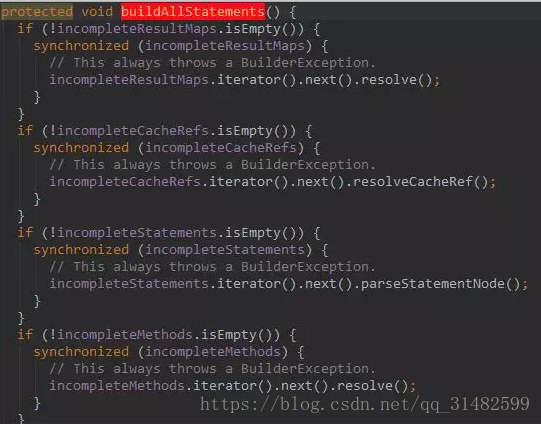 protected void buildAllStatements() {
if (!incompleteResultMaps.isEmpty()) {
synchronized (incompleteResultMaps) {
// This always throws a BuilderException.
incompleteResultMaps.iterator().next().resolve();
}
}
if (!incompleteCacheRefs.isEmpty()) {
synchronized (incompleteCacheRefs) {
// This always throws a BuilderException.
incompleteCacheRefs.iterator().next().resolveCacheRef();
}
}
if (!incompleteStatements.isEmpty()) {
synchronized (incompleteStatements) {
// This always throws a BuilderException.
incompleteStatements.iterator().next().parseStatementNode();
}
}
if (!incompleteMethods.isEmpty()) {
synchronized (incompleteMethods) {
// This always throws a BuilderException.
incompleteMethods.iterator().next().resolve();
}
https://blog.csdn.net/qq_31482599
}